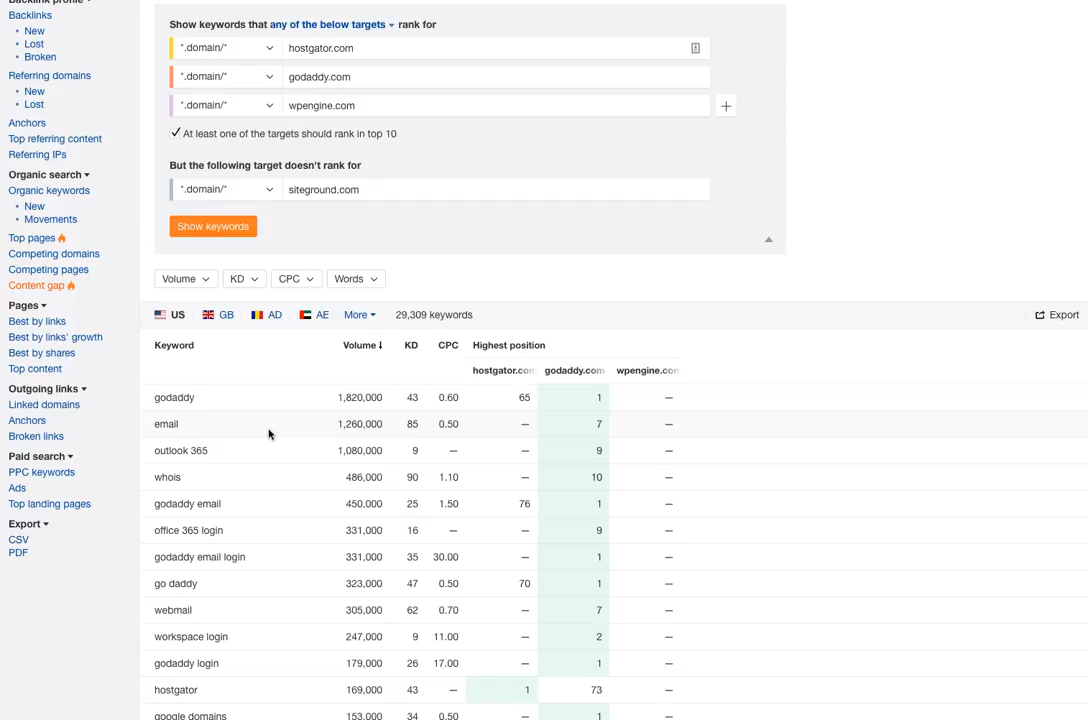 Backlink profile
Backlinks
New
Lost
Broken
Referring domains
New
Lost
Anchors
Top referring content
Referring IPs
Organic search
Organic keywords
New
Movements
Top pages
Competing domains
Competing pages
Content gap
Pages
Best by links
Best by links' growth
Best by shares
Top content
Outgoing links
Linked domains
Anchors
Broken links
Paid search
PPC keywords
Ads
Top landing pages
Export
CSV
PDF
Show keywords that any of the below targets rank for
*.domain/* hostgator.com
*.domain/* godaddy.com
*.domain/* wpengine.com
At least one of the targets should rank in top 10
But the following target doesn't rank for
*.domain/* siteground.com
Show keywords
Volume KD CPC Words
US GB AD AE More 29,309 keywords Export
Keyword Volume KD CPC Highest position
hostgator.com godaddy.com wpengine.con
godaddy 1,820,000 43 0.60 65 1 —
email 1,260,000 85 0.50 — 7 —
outlook 365 1,080,000 9 — — 9 —
whois 486,000 90 1.10 — 10 —
godaddy email 450,000 25 1.50 76 1 —
office 365 login 331,000 16 — — 9 —
godaddy email login 331,000 35 30.00 — 1 —
go daddy 323,000 47 0.50 70 1 —
webmail 305,000 62 0.70 — 7 —
workspace login 247,000 9 11.00 — 2 —
godaddy login 179,000 26 17.00 — 1 —
hostgator 169,000 43 — 1 73 —
google domains 153,000 34 0.50 — 1 —